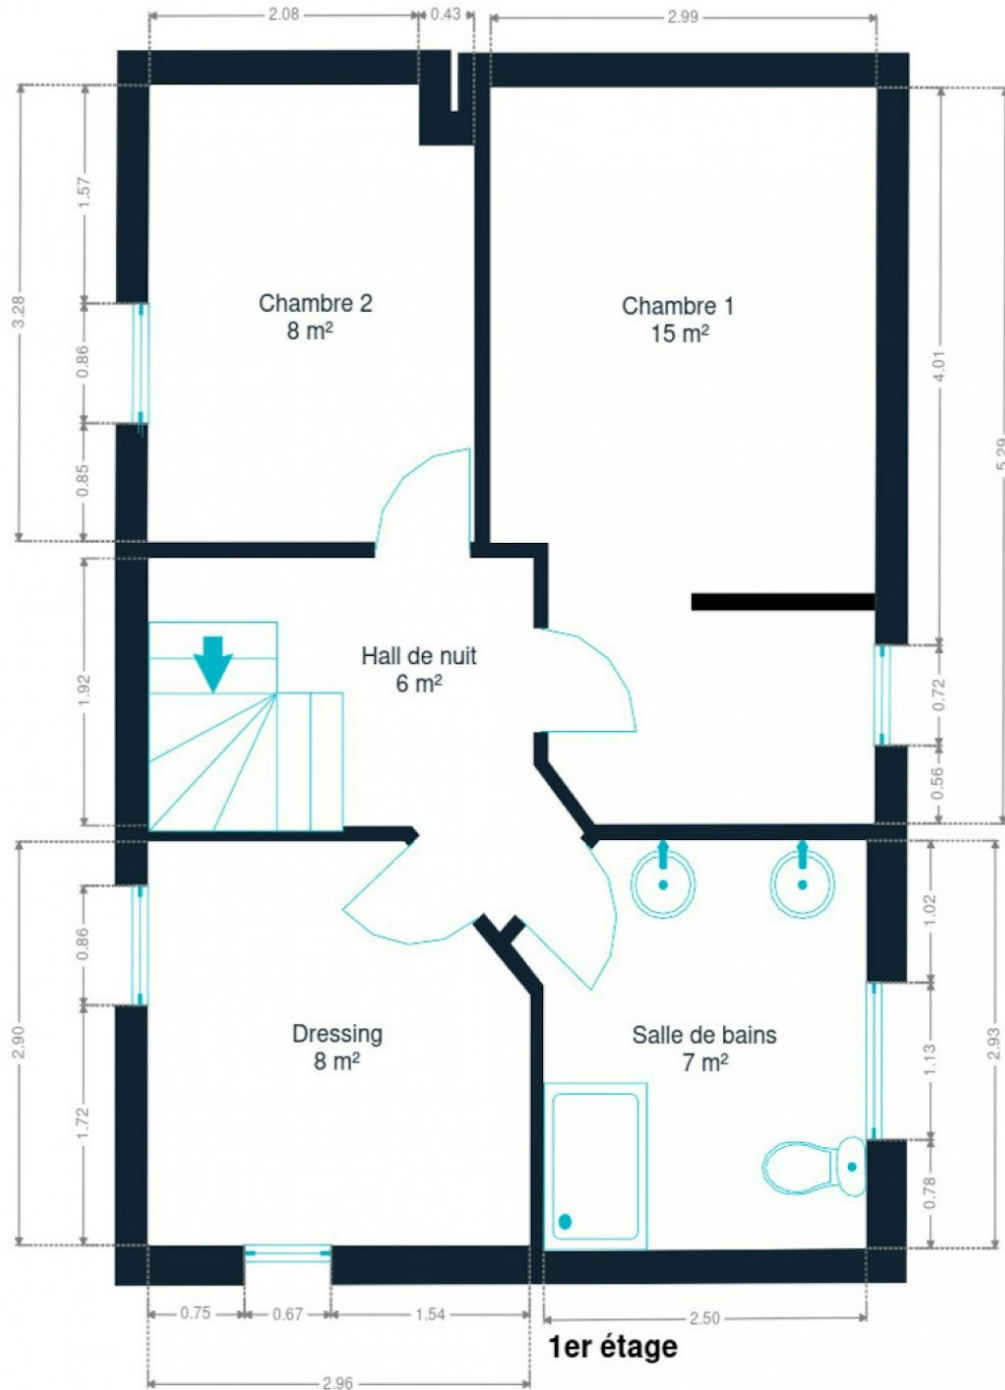 2.08
0.43
2.99
1.57
3.28
Chambre 2
8 m²
Chambre 1
15 m²
0.86
4.01
5.29
0.85
Hall de nuit
6 m²
1.92
0.72
0.56
1.02
0.86
2.90
Dressing
8 m²
Salle de bains
7 m²
1.13
2.93
1.72
0.78
0.75
0.67
1.54
2.50
1er étage
2.96